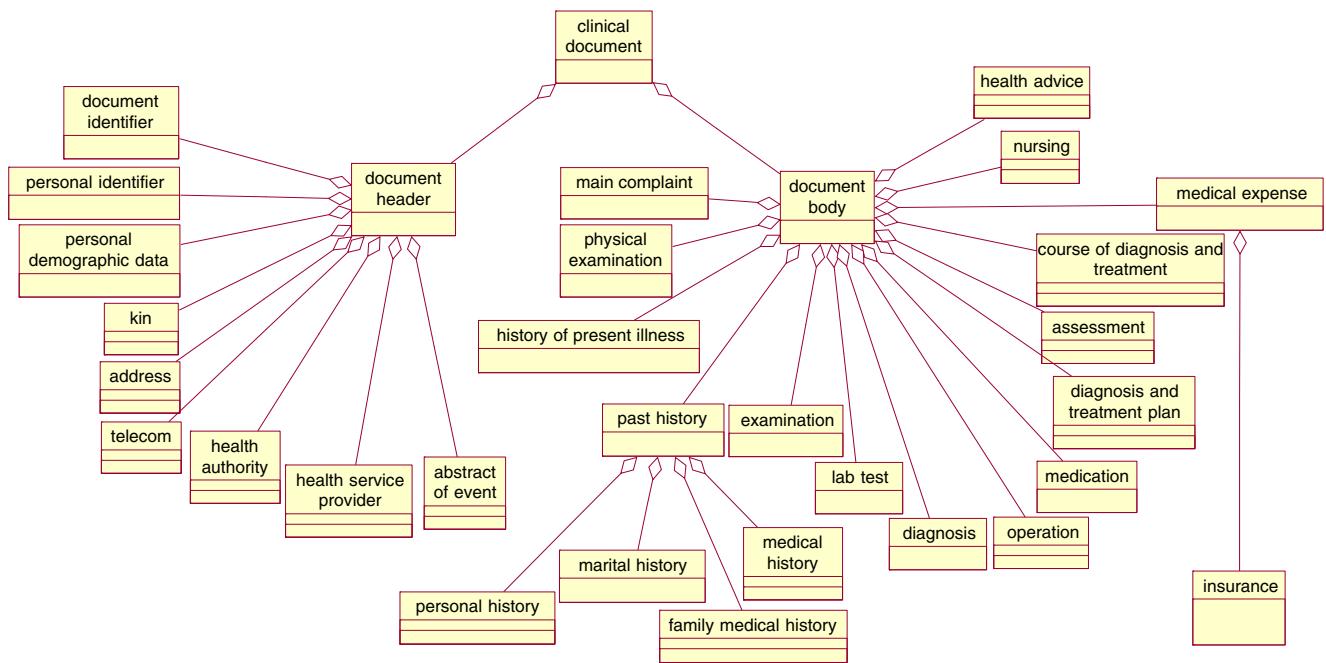 clinical
document
health advice
document
identifier
nursing
document
header
main complaint
document
body
personal identifier
medical expense
personal
demographic data
physical
examination
course of diagnosis and
treatment
kin
history of present illness
assessment
address
diagnosis and
treatment plan
past history
examination
telecom
health
authority
health service
provider
abstract
of event
lab test
medication
diagnosis
operation
medical
history
marital history
insurance
personal history
family medical history